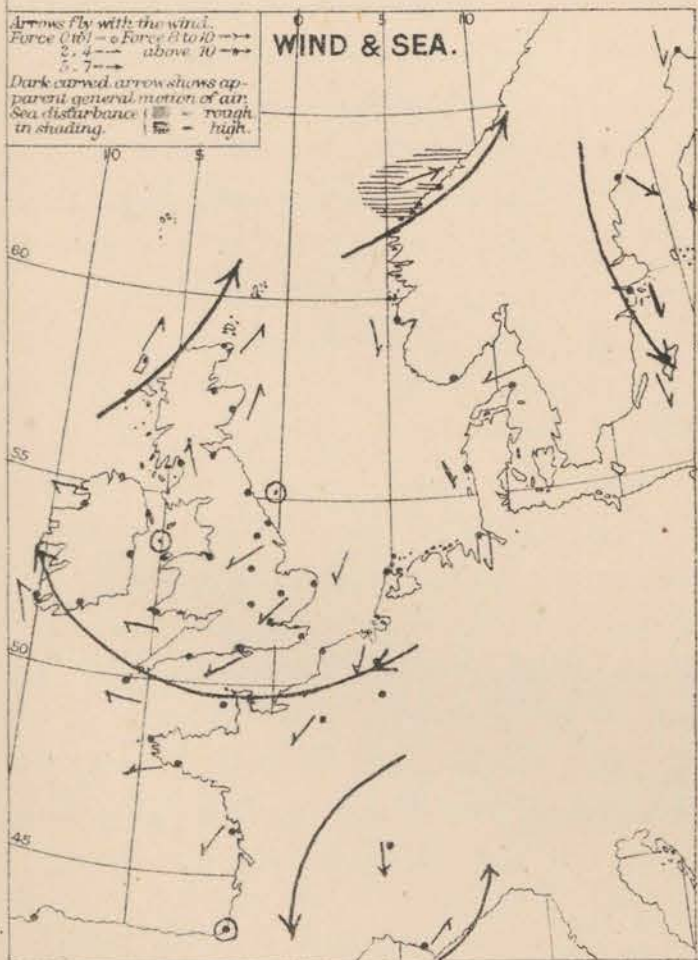 Arrows fly with the wind.
Force 0 to 1 - o Force 8 to 10
2 . 4 above 10
5 . 7
WIND & SEA.
Dark curved arrow shows ap-
parent general motion of air.
Sea disturbance - rough.
in shading. - high.
10
5
0
5
10
60
55
50
45